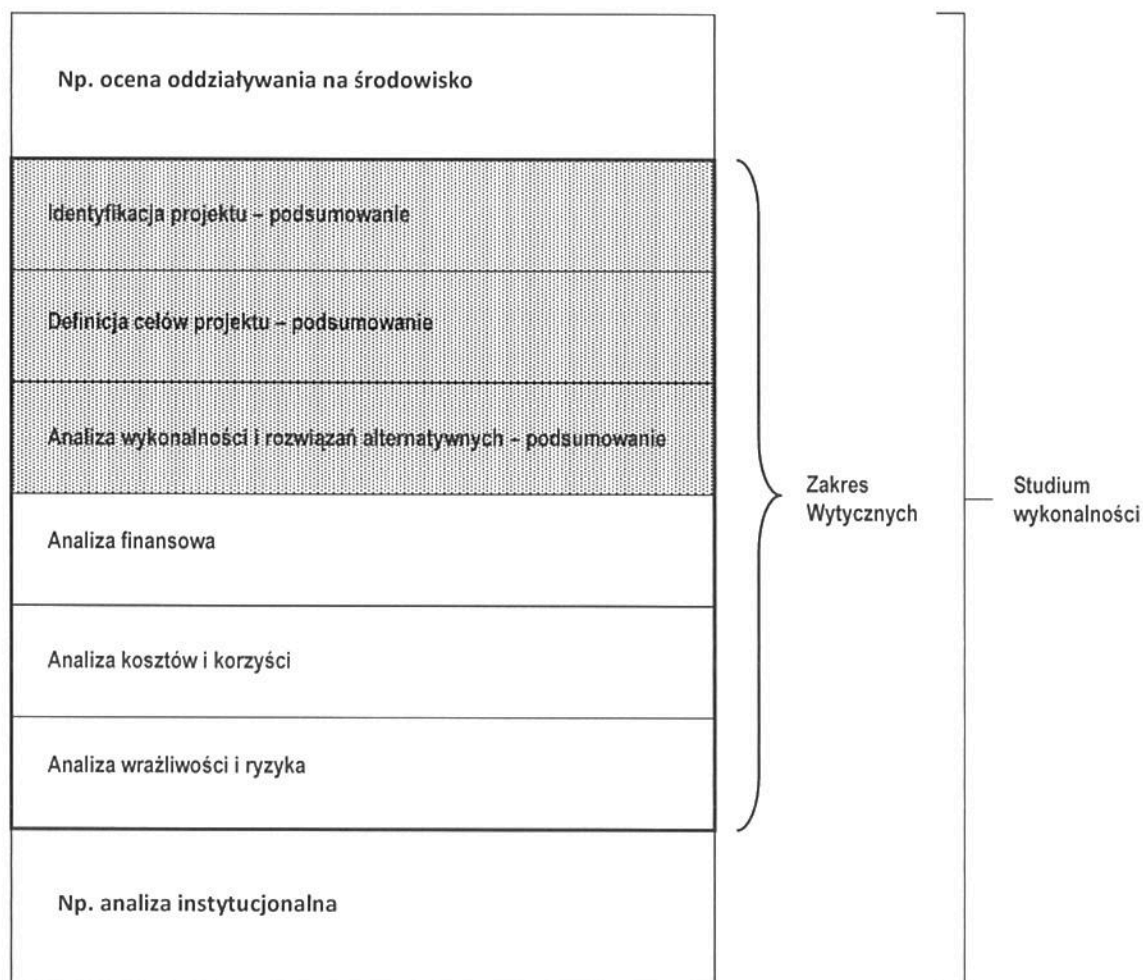 Np. ocena oddziaływania na środowisko
Identyfikacja projektu – podsumowanie
Definicja celów projektu – podsumowanie
Analiza wykonalności i rozwiązań alternatywnych – podsumowanie
Analiza finansowa
Analiza kosztów i korzyści
Analiza wrażliwości i ryzyka
Np. analiza instytucjonalna
Zakres
Wytycznych
Studium
wykonalności